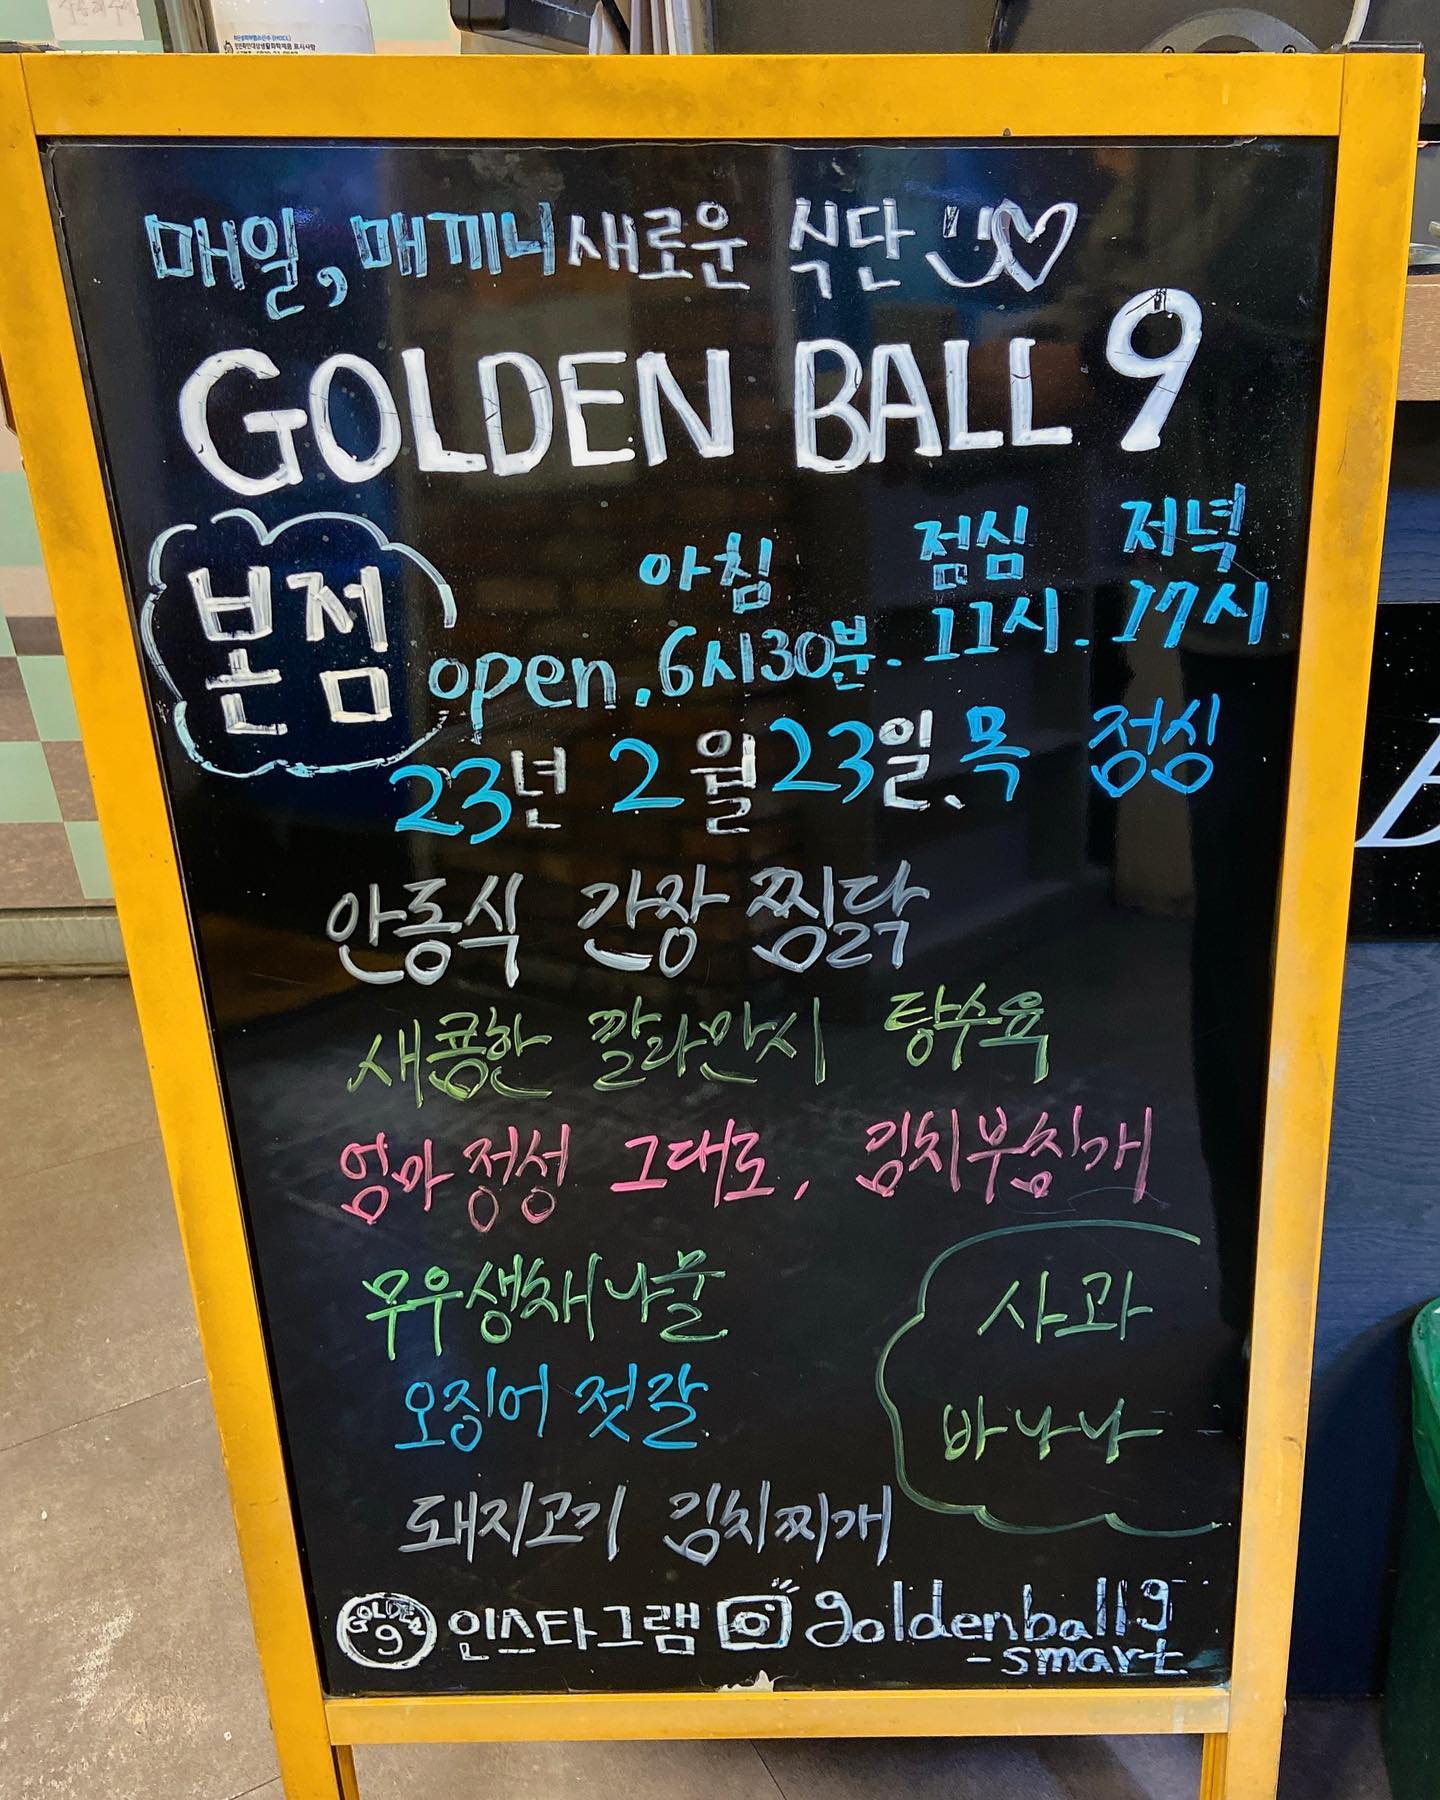 매일, 매끼니 새로운 식단
GOLDEN BALL 9
본점
아침 점심 저녁
open. 6시30분. 11시. 17시
23년 2월 23일. 목 점심
안동식 간장 찜닭
새콤한 깔라만시 탕수육
엄마 정성 그대로, 김치부침개
무우생채나물
오징어 젓갈
사과
바나나
돼지고기 김치찌개
GOLDEN 9 인스타그램 goldenball9
-smart